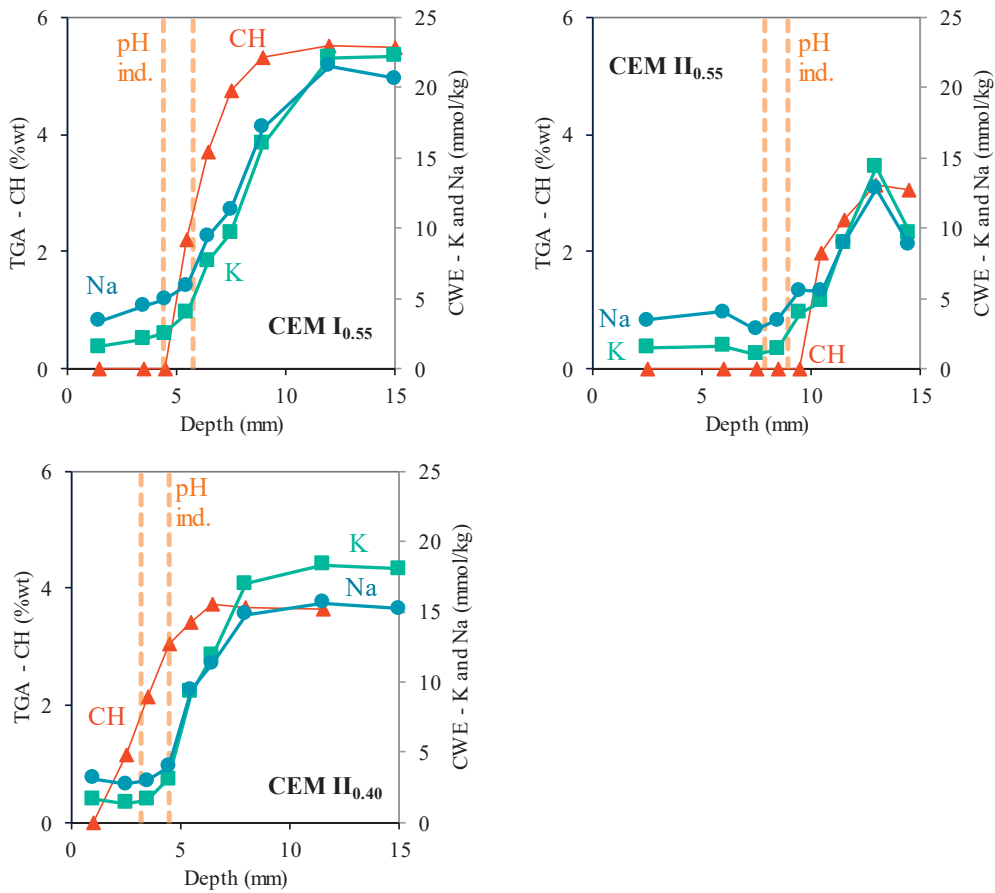 6
4
2
0
TGA - CH (%wt)
pH
ind.
CH
Na
K
CEM I0.55
25
20
15
10
5
0
CWE - K and Na (mmol/kg)
0
5
10
15
Depth (mm)
6
4
2
0
TGA - CH (%wt)
CEM II0.55
pH
ind.
Na
K
CH
25
20
15
10
5
0
CWE - K and Na (mmol/kg)
0
5
10
15
Depth (mm)
6
4
2
0
TGA - CH (%wt)
pH
ind.
K
Na
CH
CEM II0.40
25
20
15
10
5
0
CWE - K and Na (mmol/kg)
0
5
10
15
Depth (mm)